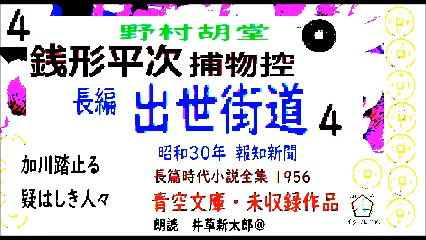 4
野村胡堂
銭形平次 捕物控
長編 出世街道 4
昭和30年 報知新聞
加川踏止る
長篇時代小説全集 1956
疑はしき人々
青空文庫・未収録作品
朗読 井草新太郎@